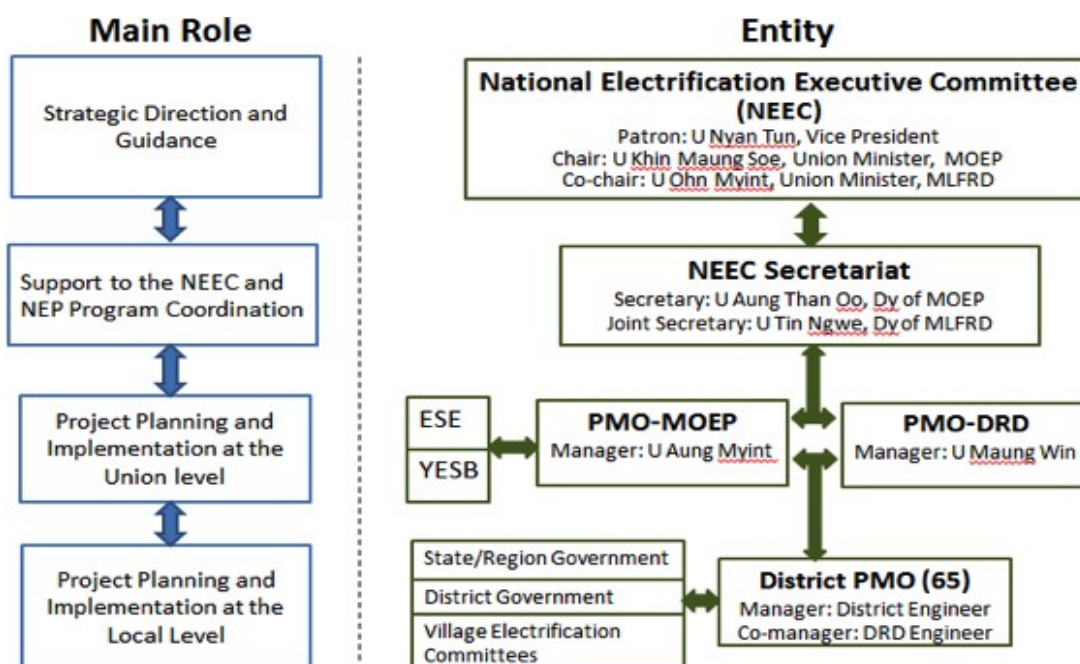 Main Role
Entity
Strategic Direction and
Guidance
National Electrification Executive Committee
(NEEC)
Patron: U Nyan Tun, Vice President
Chair: U Khin Maung Soe, Union Minister, MOEP
Co-chair: U Ohn Myint, Union Minister, MLFRD
Support to the NEEC and
NEP Program Coordination
NEEC Secretariat
Secretary: U Aung Than Oo, Dy of MOEP
Joint Secretary: U Tin Ngwe, Dy of MLFRD
Project Planning and
Implementation at the
Union level
ESE
YESB
PMO-MOEP
Manager: U Aung Myint
PMO-DRD
Manager: U Maung Win
Project Planning and
Implementation at the
Local Level
State/Region Government
District Government
Village Electrification
Committees
District PMO (65)
Manager: District Engineer
Co-manager: DRD Engineer